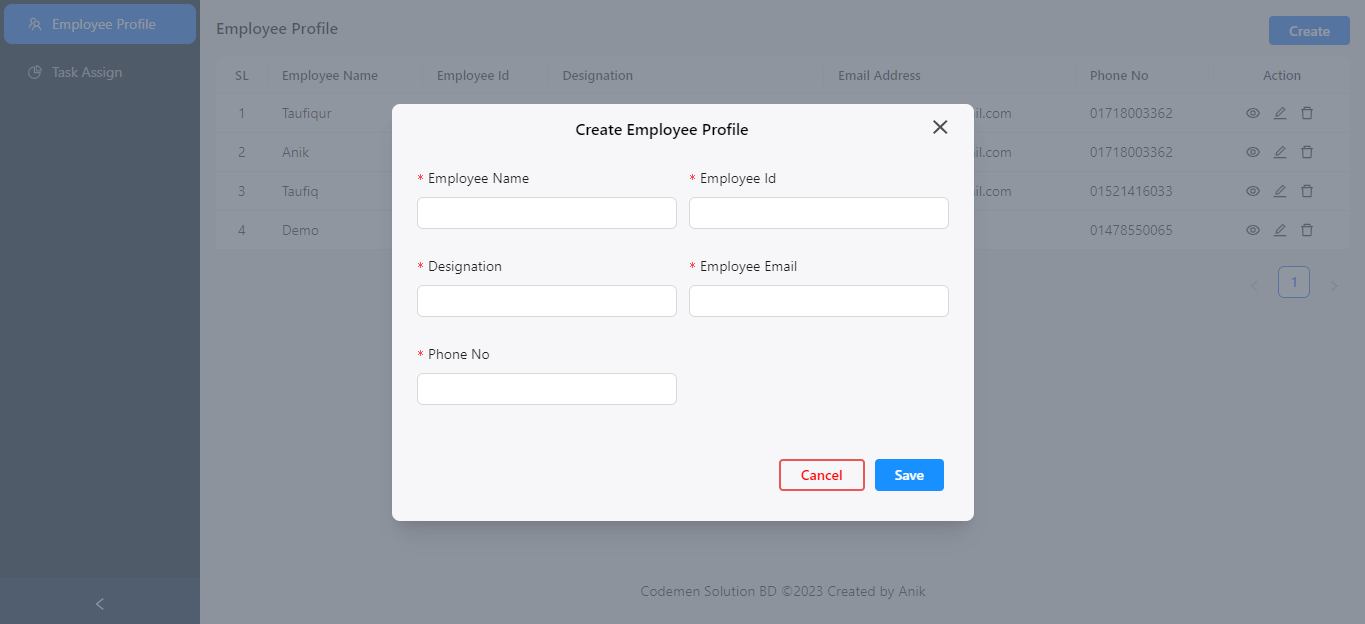 Employee Profile
Task Assign
Employee Profile
Create
SL Employee Name Employee Id Designation Email Address Phone No Action
1 Taufiqur il.com 01718003362
2 Anik il.com 01718003362
3 Taufiq il.com 01521416033
4 Demo 01478550065
1
Create Employee Profile
* Employee Name * Employee Id
* Designation * Employee Email
* Phone No
Cancel Save
Codemen Solution BD ©2023 Created by Anik